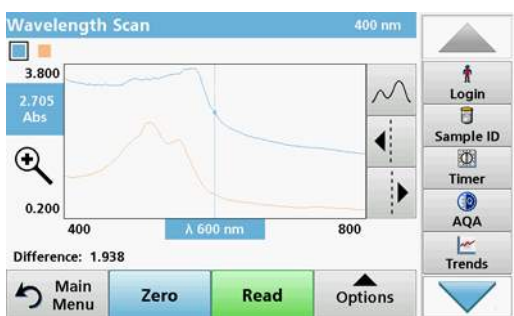 Wavelength Scan 400 nm
3.800
2.705
Abs
0.200
400 λ 600 nm 800
Difference: 1.938
Main
Menu
Zero
Read
Options
Login
Sample ID
Timer
AQA
Trends